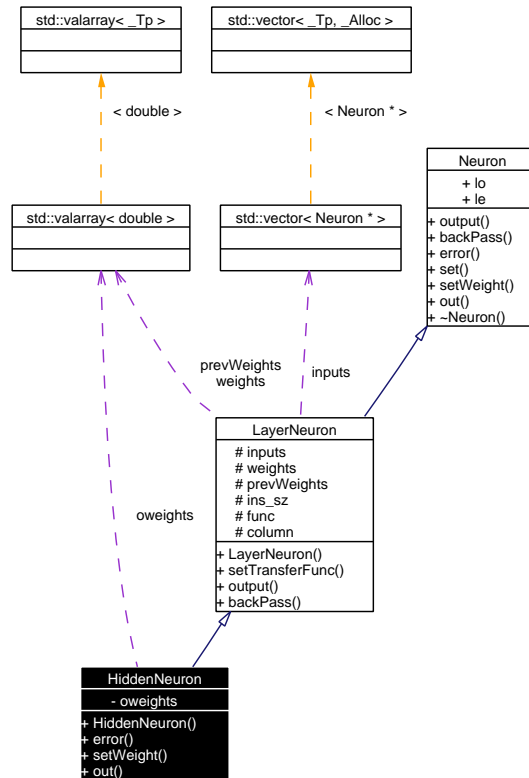 std::valarray< _Tp >
std::vector< _Tp, _Alloc >
< double >
< Neuron * >
Neuron
+ lo
+ le
+ output()
+ backPass()
+ error()
+ set()
+ setWeight()
+ out()
+ ~Neuron()
std::valarray< double >
std::vector< Neuron * >
prevWeights
weights
inputs
LayerNeuron
# inputs
# weights
# prevWeights
# ins_sz
# func
# column
+ LayerNeuron()
+ setTransferFunc()
+ output()
+ backPass()
oweights
HiddenNeuron
- oweights
+ HiddenNeuron()
+ error()
+ setWeight()
+ out()